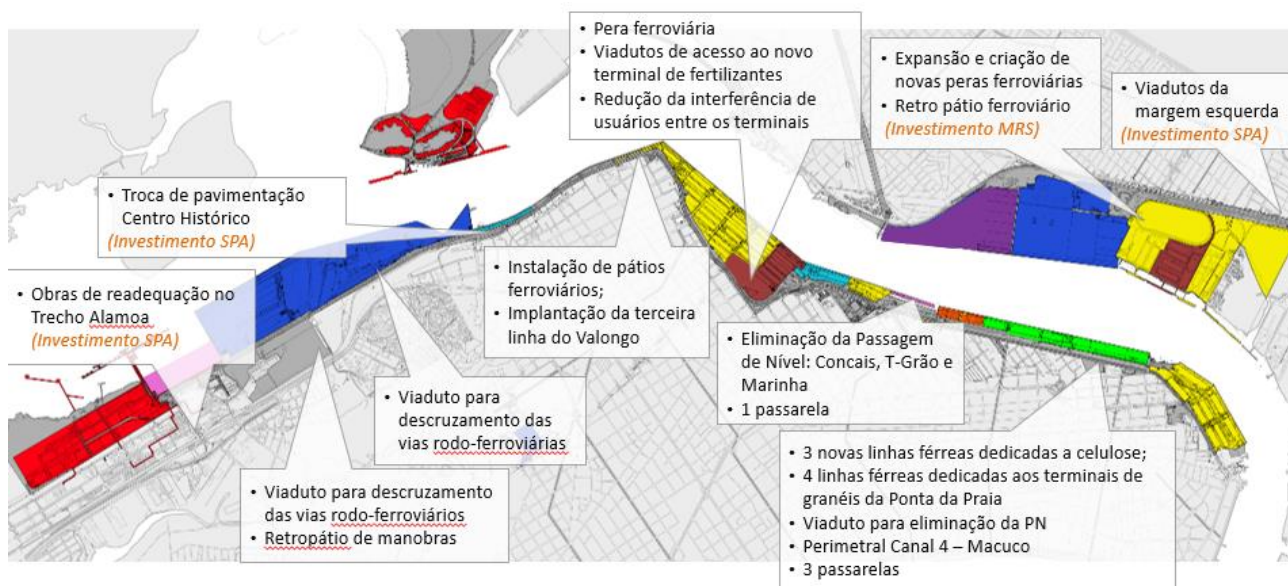 • Pera ferroviária
• Viadutos de acesso ao novo
terminal de fertilizantes
• Redução da interferência de
usuários entre os terminais
• Expansão e criação de
novas peras ferroviárias
• Retro pátio ferroviário
(Investimento MRS)
• Viadutos da
margem esquerda
(Investimento SPA)
• Troca de pavimentação
Centro Histórico
(Investimento SPA)
• Obras de readequação no
Trecho Alamoa
(Investimento SPA)
• Instalação de pátios
ferroviários;
• Implantação da terceira
linha do Valongo
• Eliminação da Passagem
de Nível: Concais, T-Grão e
Marinha
• 1 passarela
• Viaduto para
descruzamento das
vias rodo-ferroviárias
• Viaduto para descruzamento
das vias rodo-ferroviários
• Retropátio de manobras
• 3 novas linhas férreas dedicadas a celulose;
• 4 linhas férreas dedicadas aos terminais de
granéis da Ponta da Praia
• Viaduto para eliminação da PN
• Perimetral Canal 4 – Macuco
• 3 passarelas